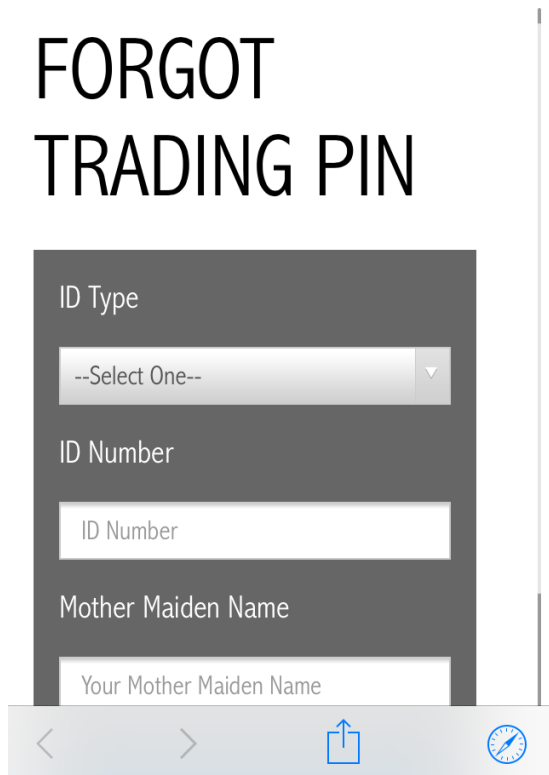 FORGOT
TRADING PIN
ID Type
--Select One--
ID Number
ID Number
Mother Maiden Name
Your Mother Maiden Name